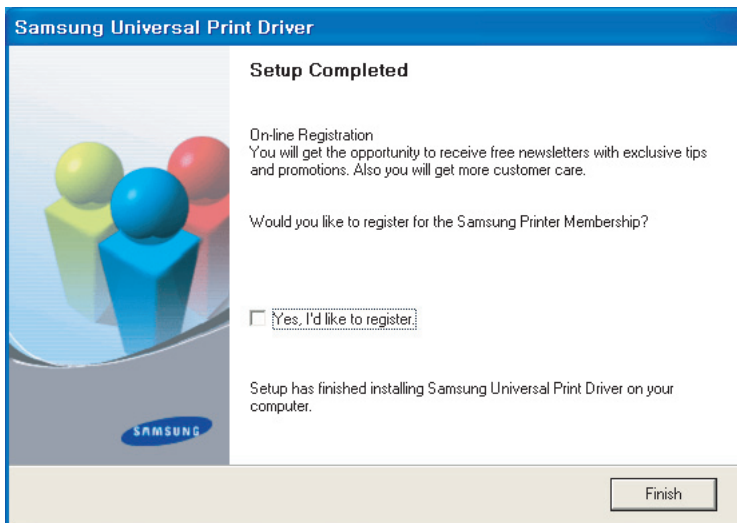 Samsung Universal Print Driver
Setup Completed
On-line Registration
You will get the opportunity to receive free newsletters with exclusive tips
and promotions. Also you will get more customer care.
Would you like to register for the Samsung Printer Membership?
Yes, I'd like to register.
Setup has finished installing Samsung Universal Print Driver on your
computer.
SAMSUNG
Finish